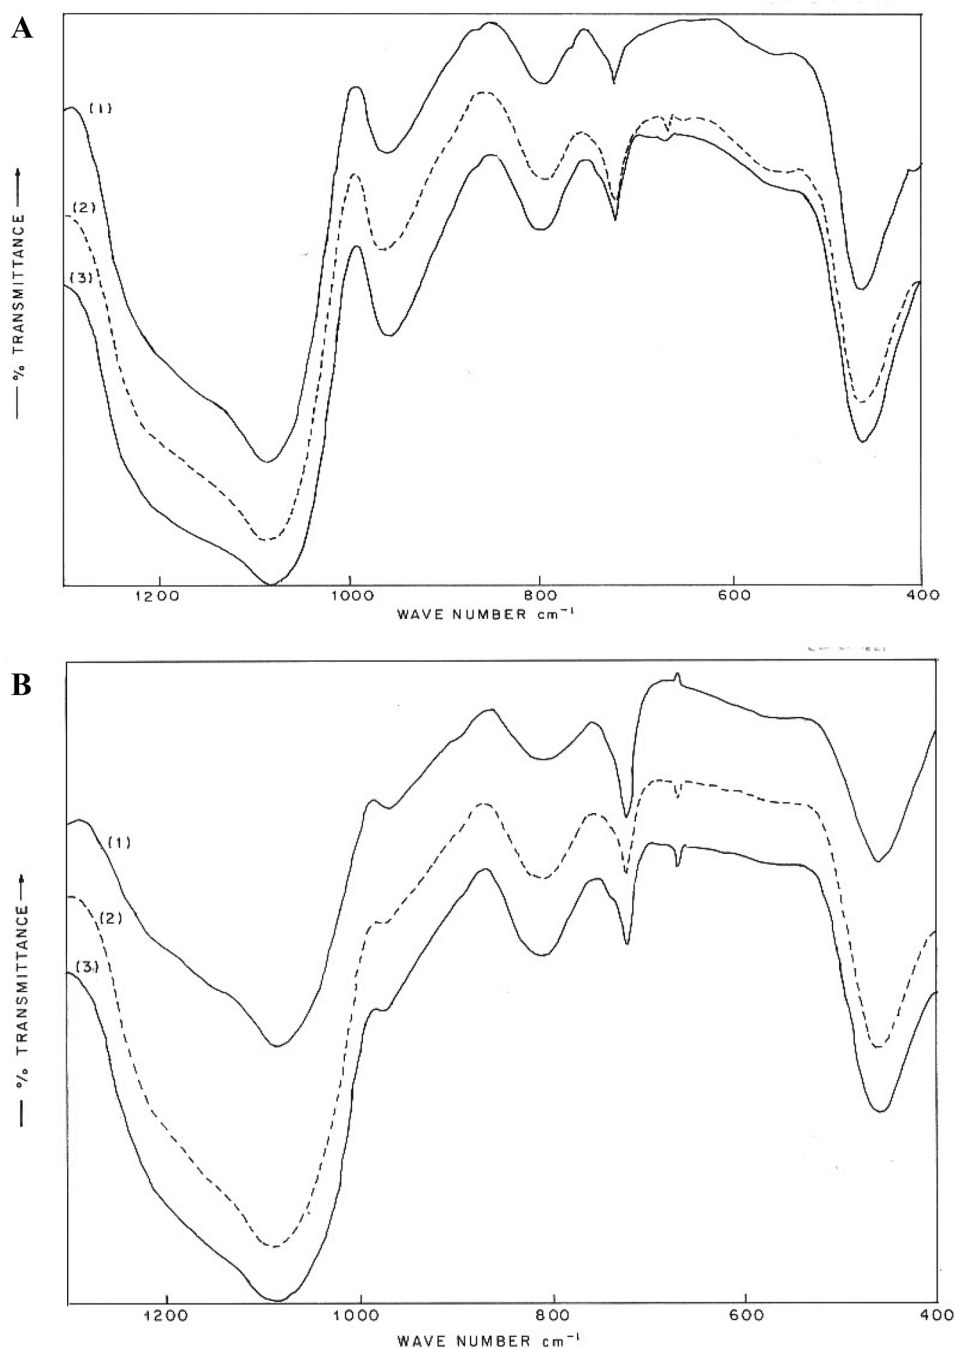 A
(1)
(2)
(3)
— % TRANSMITTANCE →
1200 1000 800 600 400
WAVE NUMBER cm⁻¹
B
(1)
(2)
(3)
— % TRANSMITTANCE →
1200 1000 800 600 400
WAVE NUMBER cm⁻¹